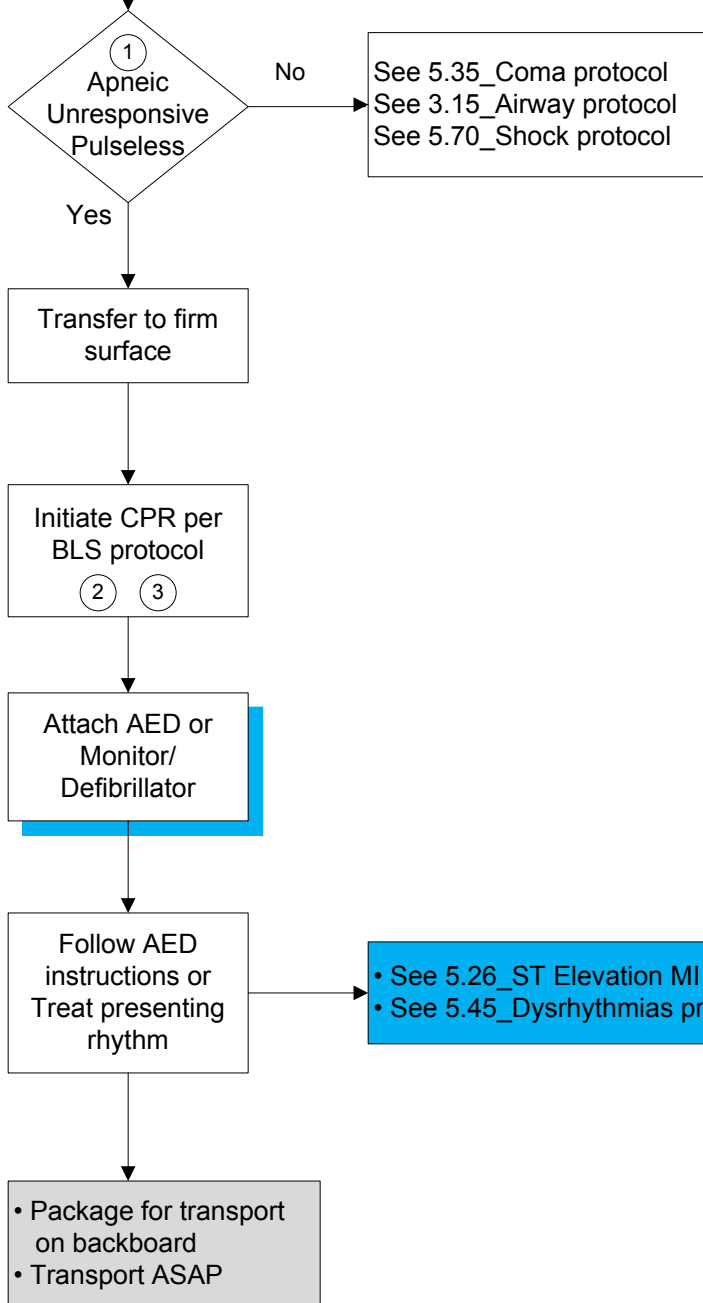 1
Apneic
Unresponsive
Pulseless
No
See 5.35_Coma protocol
See 3.15_Airway protocol
See 5.70_Shock protocol
Yes
Transfer to firm
surface
Initiate CPR per
BLS protocol
2 3
Attach AED or
Monitor/
Defibrillator
Follow AED
instructions or
Treat presenting
rhythm
• See 5.26_ST Elevation MI
• See 5.45_Dysrhythmias pr
• Package for transport
on backboard
• Transport ASAP